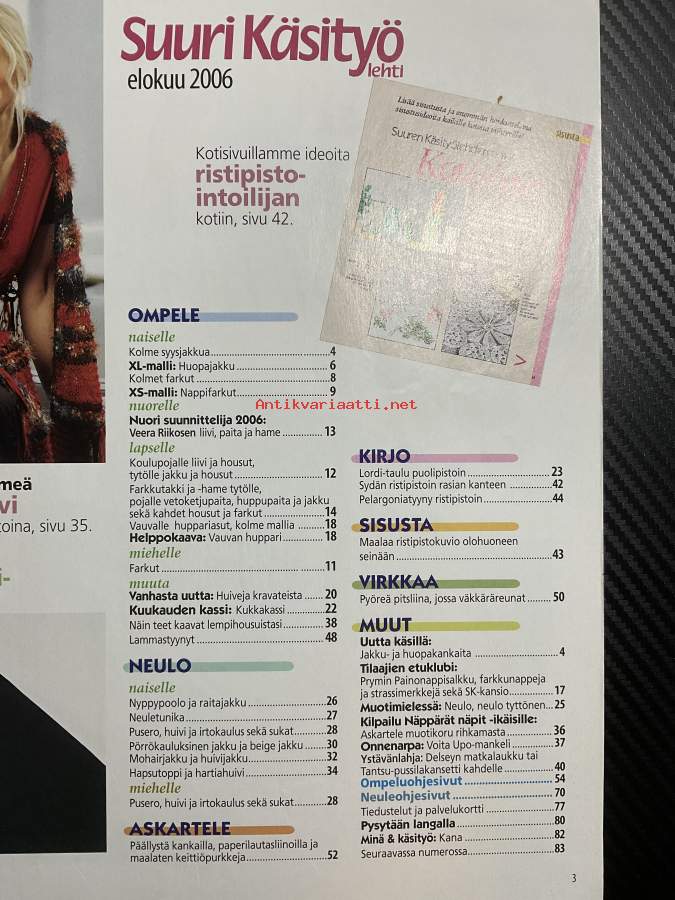 Suuri Käsityö
lehti
elokuu 2006
Kotisivuillamme ideoita
ristipisto-
intoilijan
kotiin, sivu 42.
sisusta
meä
vi
toina, sivu 35.
i-
OMPELE
naiselle
Kolme syysjakkua 4
XL-malli: Huopajakku 6
Kolmet farkut 8
XS-malli: Nappifarkut 9
nuorelle
Nuori suunnittelija 2006:
Veera Riikosen liivi, paita ja hame 13
lapselle
Koulupojalle liivi ja housut,
tytölle jakku ja housut 12
Farkkutakki ja -hame tytölle,
pojalle vetoketjupaita, huppupaita ja jakku
sekä kahdet housut ja farkut 14
Vauvalle huppariasut, kolme mallia 18
Helppokaava: Vauvan huppari 18
miehelle
Farkut 11
muuta
Vanhasta uutta: Huiveja kravateista 20
Kuukauden kassi: Kukkakassi 22
Näin teet kaavat lempihousuistasi 38
Lammastyynyt 48
NEULO
naiselle
Nyppypoolo ja raitajakku 26
Neuletunika 27
Pusero, huivi ja irtokaulus sekä sukat 28
Pörrökauluksinen jakku ja beige jakku 30
Mohairjakku ja huivijakku 32
Hapsutoppi ja hartiahuivi 34
miehelle
Pusero, huivi ja irtokaulus sekä sukat 28
ASKARTELE
Päällystä kankailla, paperilautasliinoilla ja
maalaten keittiöpurkkeja 52
KIRJO
Lordi-taulu puolipistoin 23
Sydän ristipistoin rasian kanteen 42
Pelargoniatyyny ristipistoin 44
SISUSTA
Maalaa ristipistokuvio olohuoneen
seinään 43
VIRKKAA
Pyöreä pitsiliina, jossa väkkäräreunat 50
MUUT
Uutta käsillä:
Jakku- ja huopakankaita 4
Tilaajien etuklubi:
Prymin Painonappisalkku, farkkunappeja
ja strassimerkkejä sekä SK-kansio 17
Muotimielessä: Neulo, neulo tyttönen 25
Kilpailu Näppärät näpit -ikäisille:
Askartele muotikoru rihkamasta 36
Onnenarpa: Voita Upo-mankeli 37
Ystävänlahja: Delseyn matkalaukku tai
Tantsu-pussilakansetti kahdelle 40
Ompeluohjesivut 54
Neuleohjesivut 70
Tiedustelut ja palvelukortti 77
Pysytään langalla 80
Minä & käsityö: Kana 82
Seuraavassa numerossa 83
3
Antikvariaatti.net